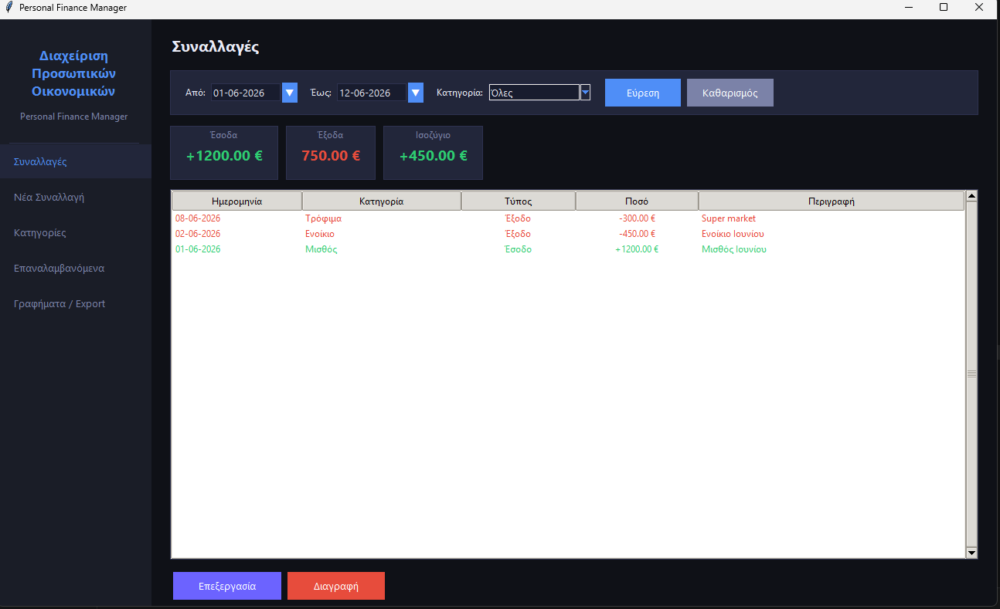 Personal Finance Manager
Διαχείριση
Προσωπικών
Οικονομικών
Personal Finance Manager
Συναλλαγές
Νέα Συναλλαγή
Κατηγορίες
Επαναλαμβανόμενα
Γραφήματα / Export
Συναλλαγές
Από: 01-06-2026 Έως: 12-06-2026 Κατηγορία: Όλες Εύρεση Καθαρισμός
Έσοδα Έξοδα Ισοζύγιο
+1200.00 € 750.00 € +450.00 €
Ημερομηνία Κατηγορία Τύπος Ποσό Περιγραφή
08-06-2026 Τρόφιμα Έξοδο -300.00 € Super market
02-06-2026 Ενοίκιο Έξοδο -450.00 € Ενοίκιο Ιουνίου
01-06-2026 Μισθός Έσοδο +1200.00 € Μισθός Ιουνίου
Επεξεργασία Διαγραφή